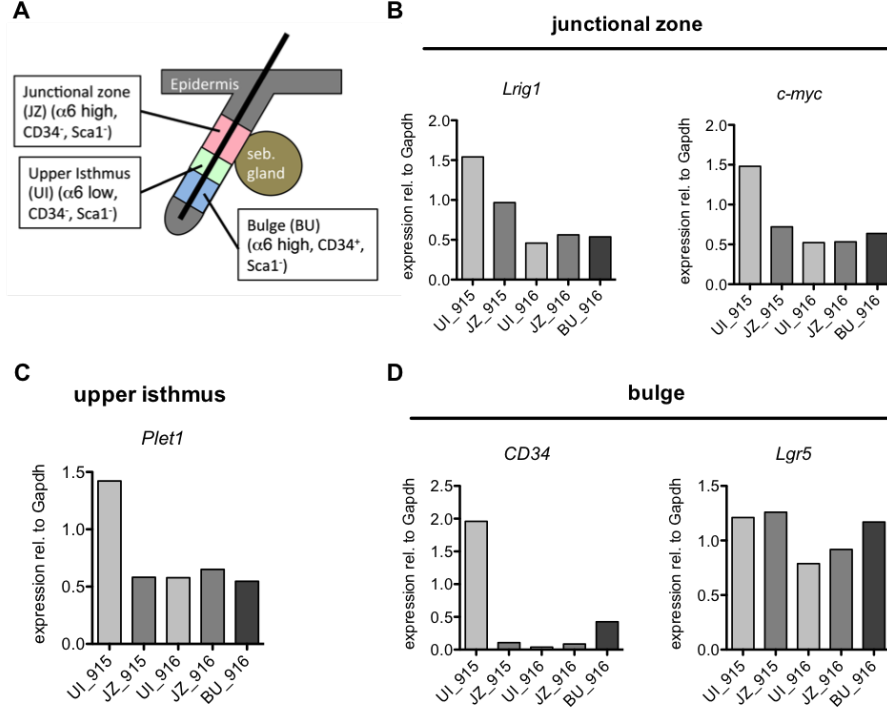 A
Epidermis
Junctional zone
(JZ) (α6 high,
CD34⁻, Sca1⁻)
Upper Isthmus
(UI) (α6 low,
CD34⁻, Sca1⁻)
seb.
gland
Bulge (BU)
(α6 high, CD34⁺,
Sca1⁻)
B
junctional zone
Lrig1
expression rel. to Gapdh
2.0
1.5
1.0
0.5
0.0
UI_915
JZ_915
UI_916
JZ_916
BU_916
c-myc
expression rel. to Gapdh
2.0
1.5
1.0
0.5
0.0
UI_915
JZ_915
UI_916
JZ_916
BU_916
C
upper isthmus
Plet1
expression rel. to Gapdh
1.5
1.0
0.5
0.0
UI_915
JZ_915
UI_916
JZ_916
BU_916
D
bulge
CD34
expression rel. to Gapdh
2.5
2.0
1.5
1.0
0.5
0.0
UI_915
JZ_915
UI_916
JZ_916
BU_916
Lgr5
expression rel. to Gapdh
1.5
1.0
0.5
0.0
UI_915
JZ_915
UI_916
JZ_916
BU_916